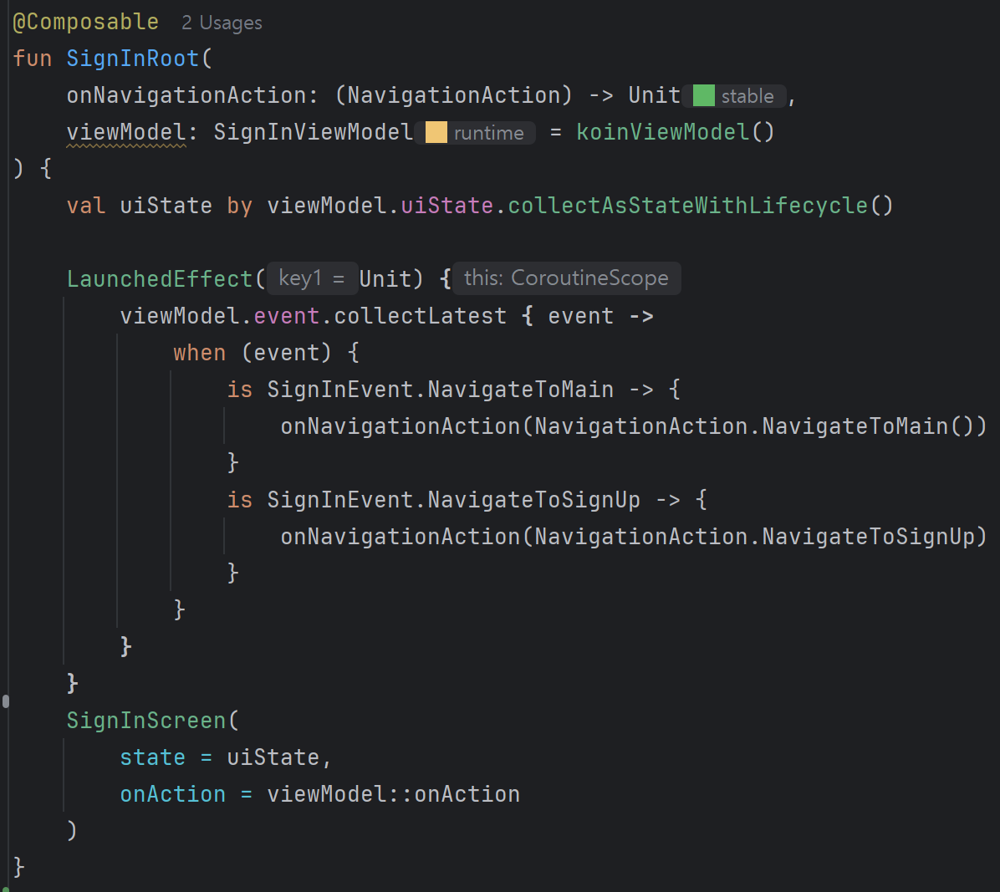 @Composable 2 Usages
fun SignInRoot(
    onNavigationAction: (NavigationAction) -> Unit stable,
    viewModel: SignInViewModel runtime = koinViewModel()
) {
    val uiState by viewModel.uiState.collectAsStateWithLifecycle()

    LaunchedEffect( key1 = Unit) { this: CoroutineScope
        viewModel.event.collectLatest { event ->
            when (event) {
                is SignInEvent.NavigateToMain -> {
                    onNavigationAction(NavigationAction.NavigateToMain())
                }
                is SignInEvent.NavigateToSignUp -> {
                    onNavigationAction(NavigationAction.NavigateToSignUp)
                }
            }
        }
    }
    SignInScreen(
        state = uiState,
        onAction = viewModel::onAction
    )
}